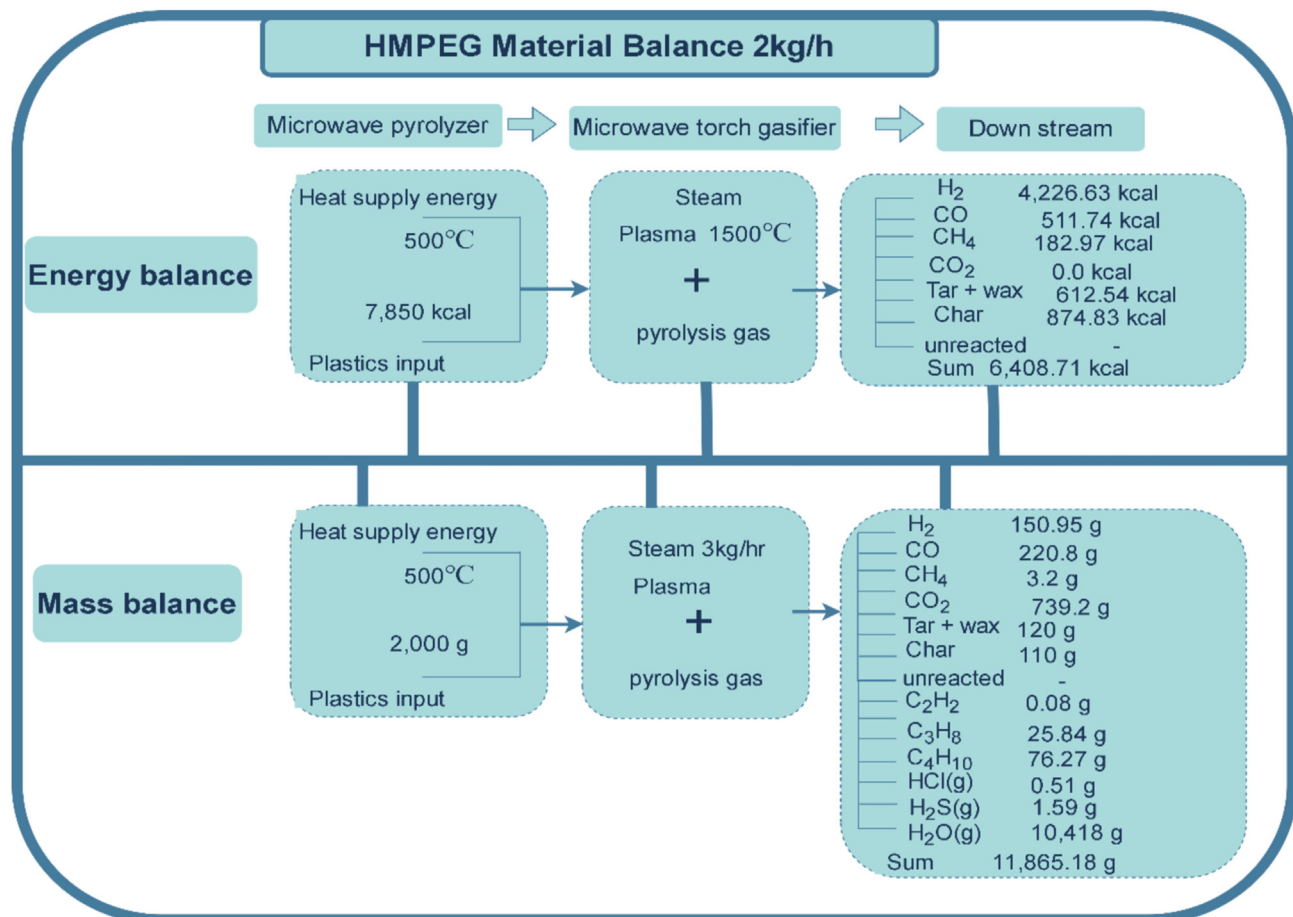 HMPEG Material Balance 2kg/h
Microwave pyrolyzer
Microwave torch gasifier
Down stream
Energy balance
Heat supply energy
500℃
7,850 kcal
Plastics input
Steam
Plasma 1500℃
+
pyrolysis gas
H₂ 4,226.63 kcal
CO 511.74 kcal
CH₄ 182.97 kcal
CO₂ 0.0 kcal
Tar + wax 612.54 kcal
Char 874.83 kcal
unreacted -
Sum 6,408.71 kcal
Mass balance
Heat supply energy
500℃
2,000 g
Plastics input
Steam 3kg/hr
Plasma
+
pyrolysis gas
H₂ 150.95 g
CO 220.8 g
CH₄ 3.2 g
CO₂ 739.2 g
Tar + wax 120 g
Char 110 g
unreacted -
C₂H₂ 0.08 g
C₃H₈ 25.84 g
C₄H₁₀ 76.27 g
HCl(g) 0.51 g
H₂S(g) 1.59 g
H₂O(g) 10,418 g
Sum 11,865.18 g